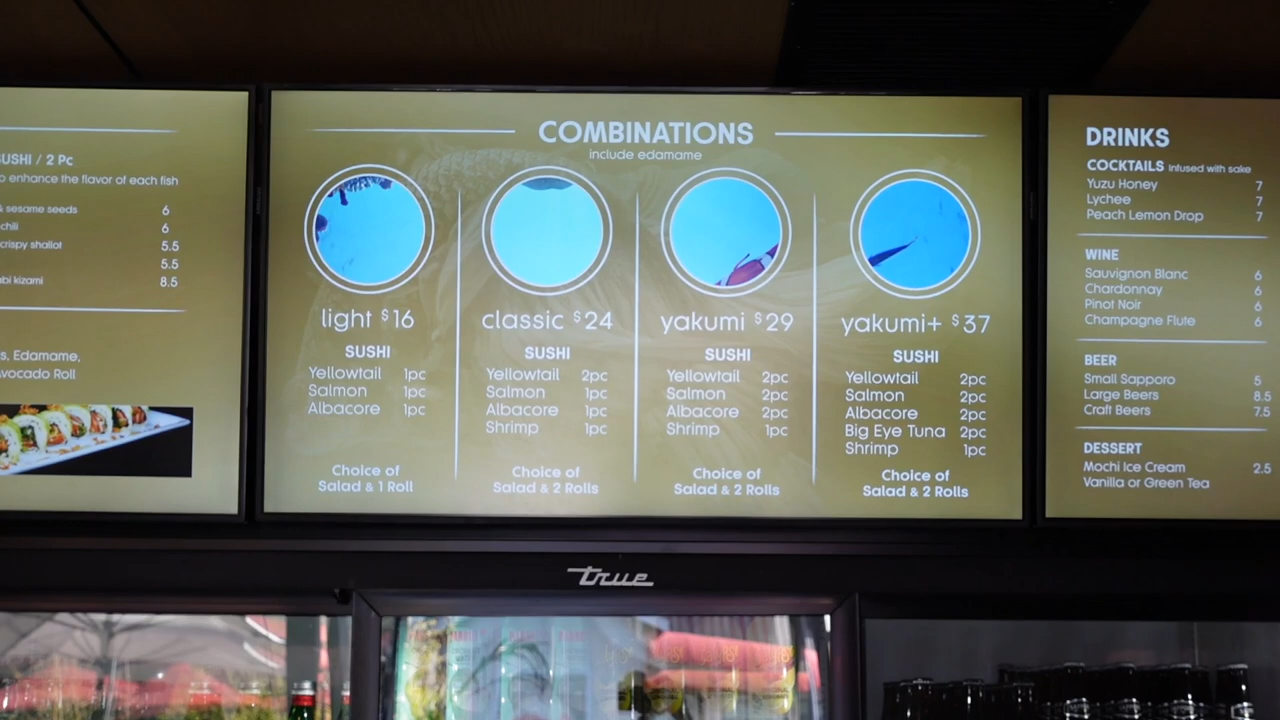 SUSHI / 2 Pc
o enhance the flavor of each fish
& sesame seeds 6
chili 6
crispy shallot 5.5
5.5
bi kizami 8.5
s, Edamame,
vocado Roll
COMBINATIONS
include edamame
light $16
SUSHI
Yellowtail 1pc
Salmon 1pc
Albacore 1pc
Choice of
Salad & 1 Roll
classic $24
SUSHI
Yellowtail 2pc
Salmon 1pc
Albacore 1pc
Shrimp 1pc
Choice of
Salad & 2 Rolls
yakumi $29
SUSHI
Yellowtail 2pc
Salmon 2pc
Albacore 2pc
Shrimp 1pc
Choice of
Salad & 2 Rolls
yakumi+ $37
SUSHI
Yellowtail 2pc
Salmon 2pc
Albacore 2pc
Big Eye Tuna 2pc
Shrimp 1pc
Choice of
Salad & 2 Rolls
DRINKS
COCKTAILS Infused with sake
Yuzu Honey 7
Lychee 7
Peach Lemon Drop 7
WINE
Sauvignon Blanc 6
Chardonnay 6
Pinot Noir 6
Champagne Flute 6
BEER
Small Sapporo 5
Large Beers 8.5
Craft Beers 7.5
DESSERT
Mochi Ice Cream 2.5
Vanilla or Green Tea
true